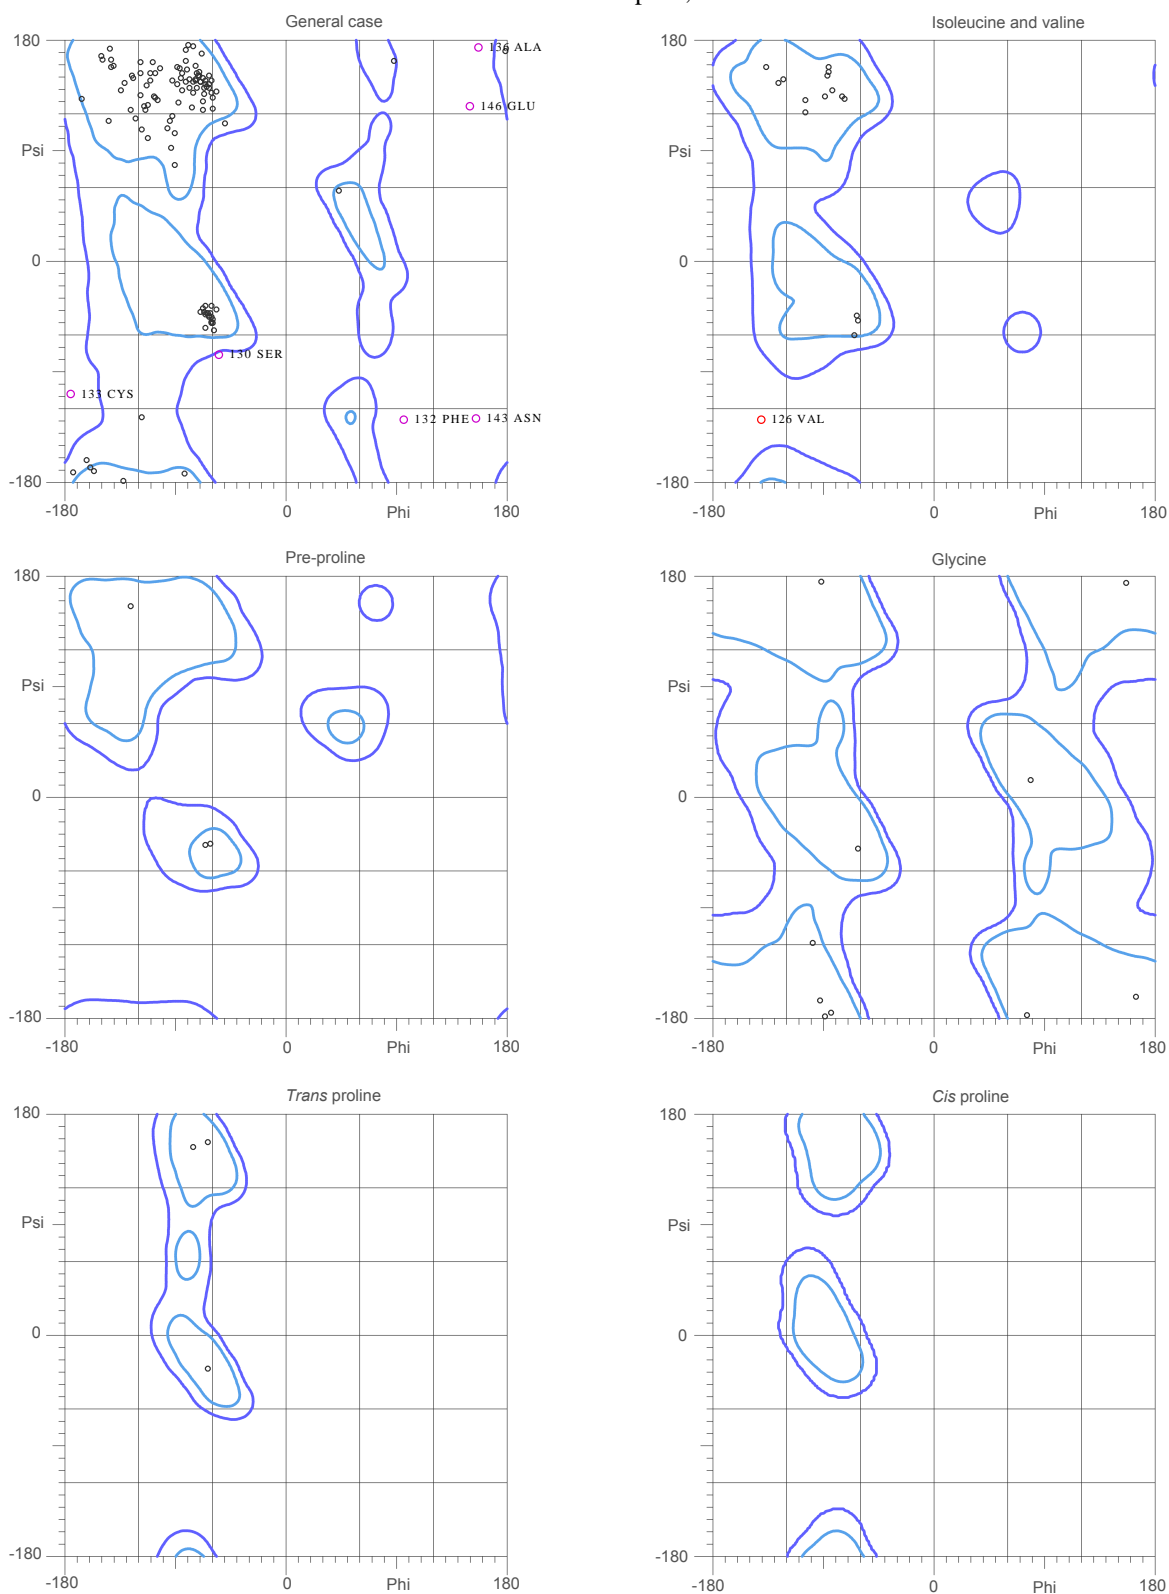 General case
Isoleucine and valine
180
136 ALA
146 GLU
Psi
0
130 SER
133 CYS
132 PHE
143 ASN
-180
-180
0
Phi
180
180
Psi
0
126 VAL
-180
-180
0
Phi
180
Pre-proline
Glycine
180
Psi
0
-180
-180
0
Phi
180
180
Psi
0
-180
-180
0
Phi
180
Trans proline
Cis proline
180
Psi
0
-180
-180
0
Phi
180
180
Psi
0
-180
-180
0
Phi
180